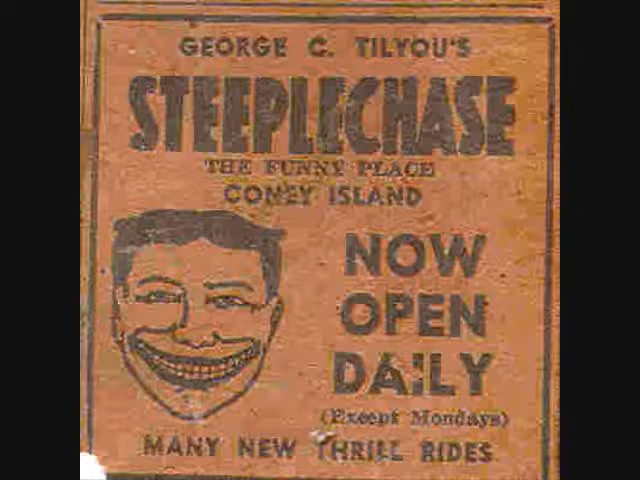 GEORGE C. TILYOU'S
STEEPLECHASE
THE FUNNY PLACE
CONEY ISLAND
NOW
OPEN
DAILY
(Except Mondays)
MANY NEW THRILL RIDES